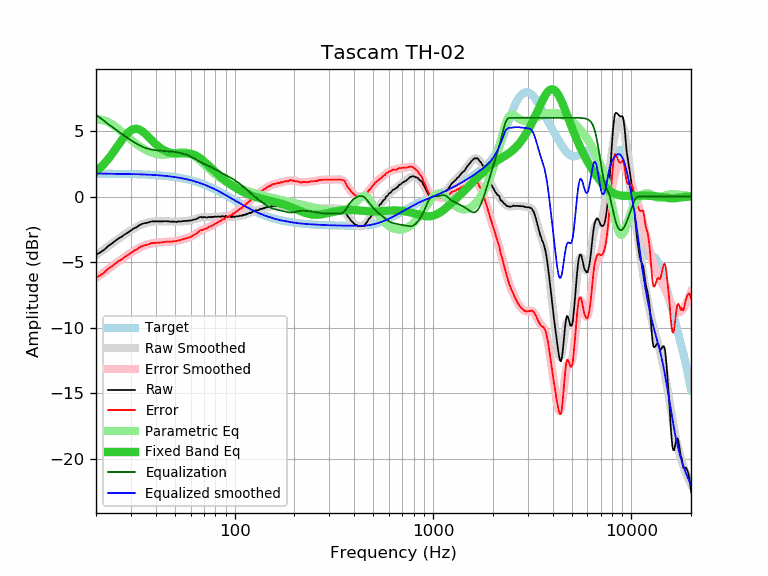 Tascam TH-02
Amplitude (dBr)
5
0
−5
−10
−15
−20
Target
Raw Smoothed
Error Smoothed
Raw
Error
Parametric Eq
Fixed Band Eq
Equalization
Equalized smoothed
100
1000
10000
Frequency (Hz)